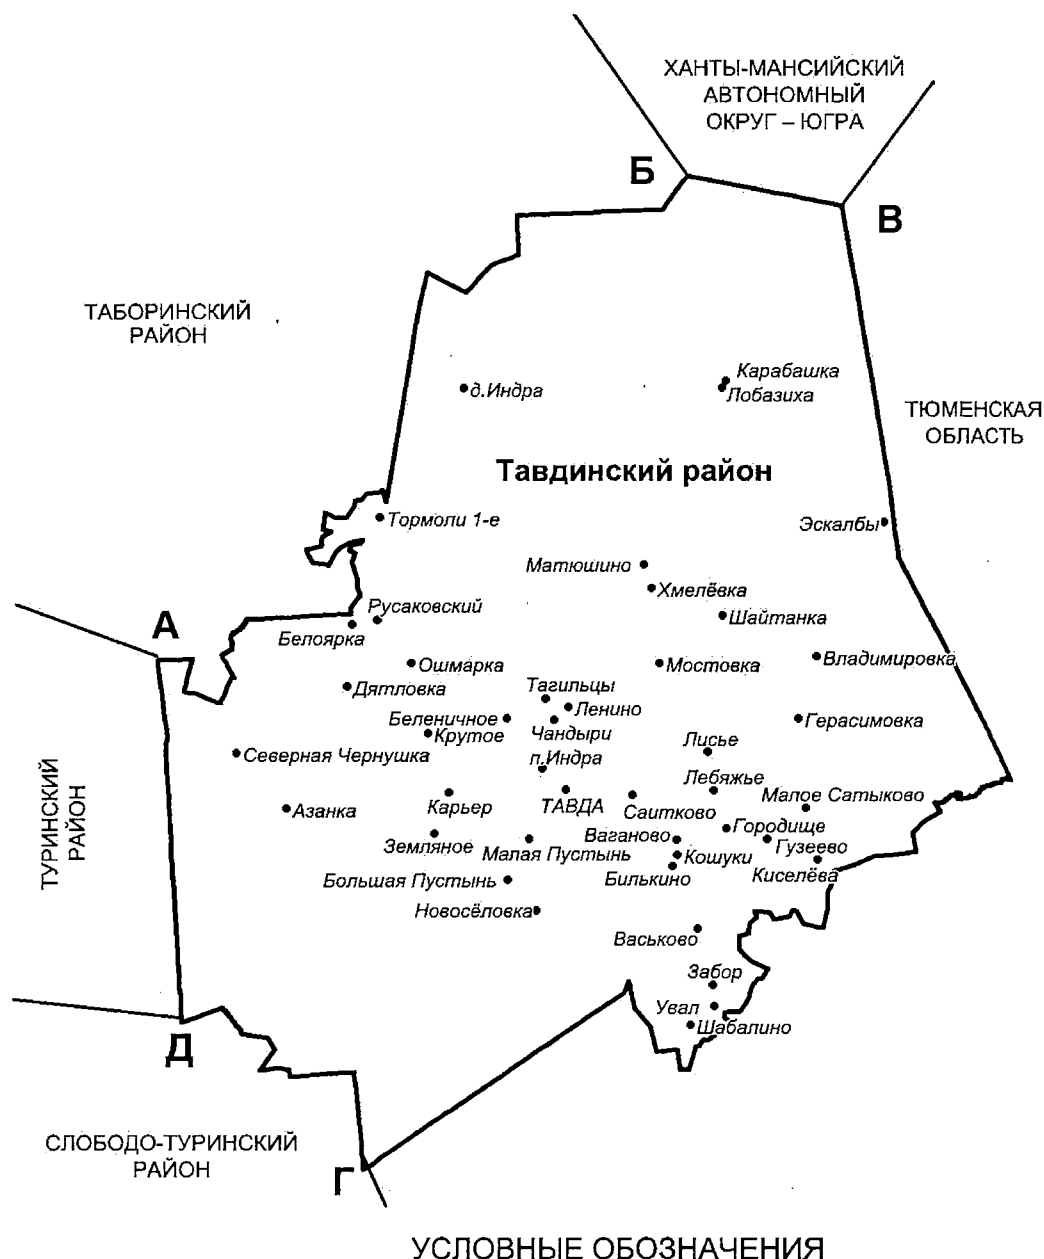 ХАНТЫ-МАНСИЙСКИЙ
АВТОНОМНЫЙ
ОКРУГ – ЮГРА
Б
В
ТАБОРИНСКИЙ
РАЙОН
Карабашка
д.Индра
Лобазиха
ТЮМЕНСКАЯ
ОБЛАСТЬ
Тавдинский район
Тормоли 1-е
Эскалбы
Матюшино
Хмелёвка
Русаковский
Шайтанка
А
Белоярка
Ошмарка
Мостовка
Владимировка
Дятловка
Тагильцы
Ленино
Беленичное
Герасимовка
Чандыри
Крутое
Лисье
Северная Чернушка
п.Индра
Лебяжье
Малое Сатыково
ТУРИНСКИЙ
РАЙОН
Азанка
Карьер
ТАВДА
Саитково
Городище
Ваганово
Земляное
Гузеево
Малая Пустынь
Кошуки
Киселёва
Большая Пустынь
Билькино
Новосёловка
Васьково
Забор
Увал
Шабалино
Д
СЛОБОДО-ТУРИНСКИЙ
РАЙОН
Г
УСЛОВНЫЕ ОБОЗНАЧЕНИЯ